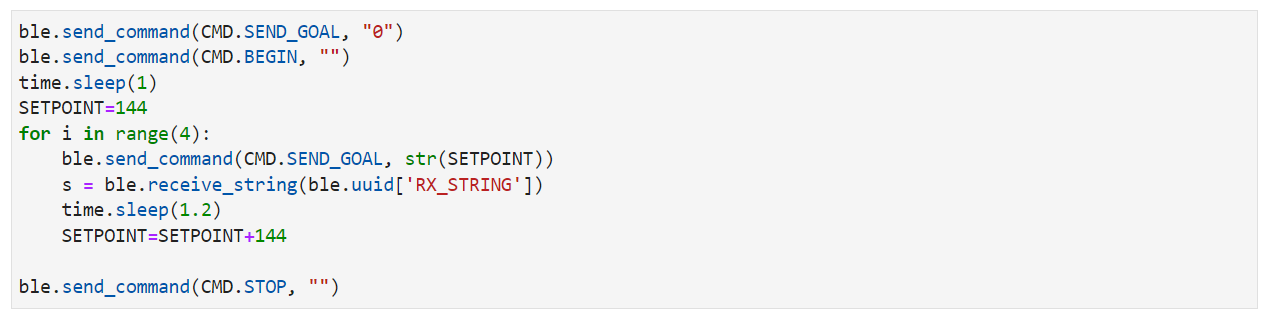 ble.send_command(CMD.SEND_GOAL, "0")
ble.send_command(CMD.BEGIN, "")
time.sleep(1)
SETPOINT=144
for i in range(4):
    ble.send_command(CMD.SEND_GOAL, str(SETPOINT))
    s = ble.receive_string(ble.uuid['RX_STRING'])
    time.sleep(1.2)
    SETPOINT=SETPOINT+144

ble.send_command(CMD.STOP, "")